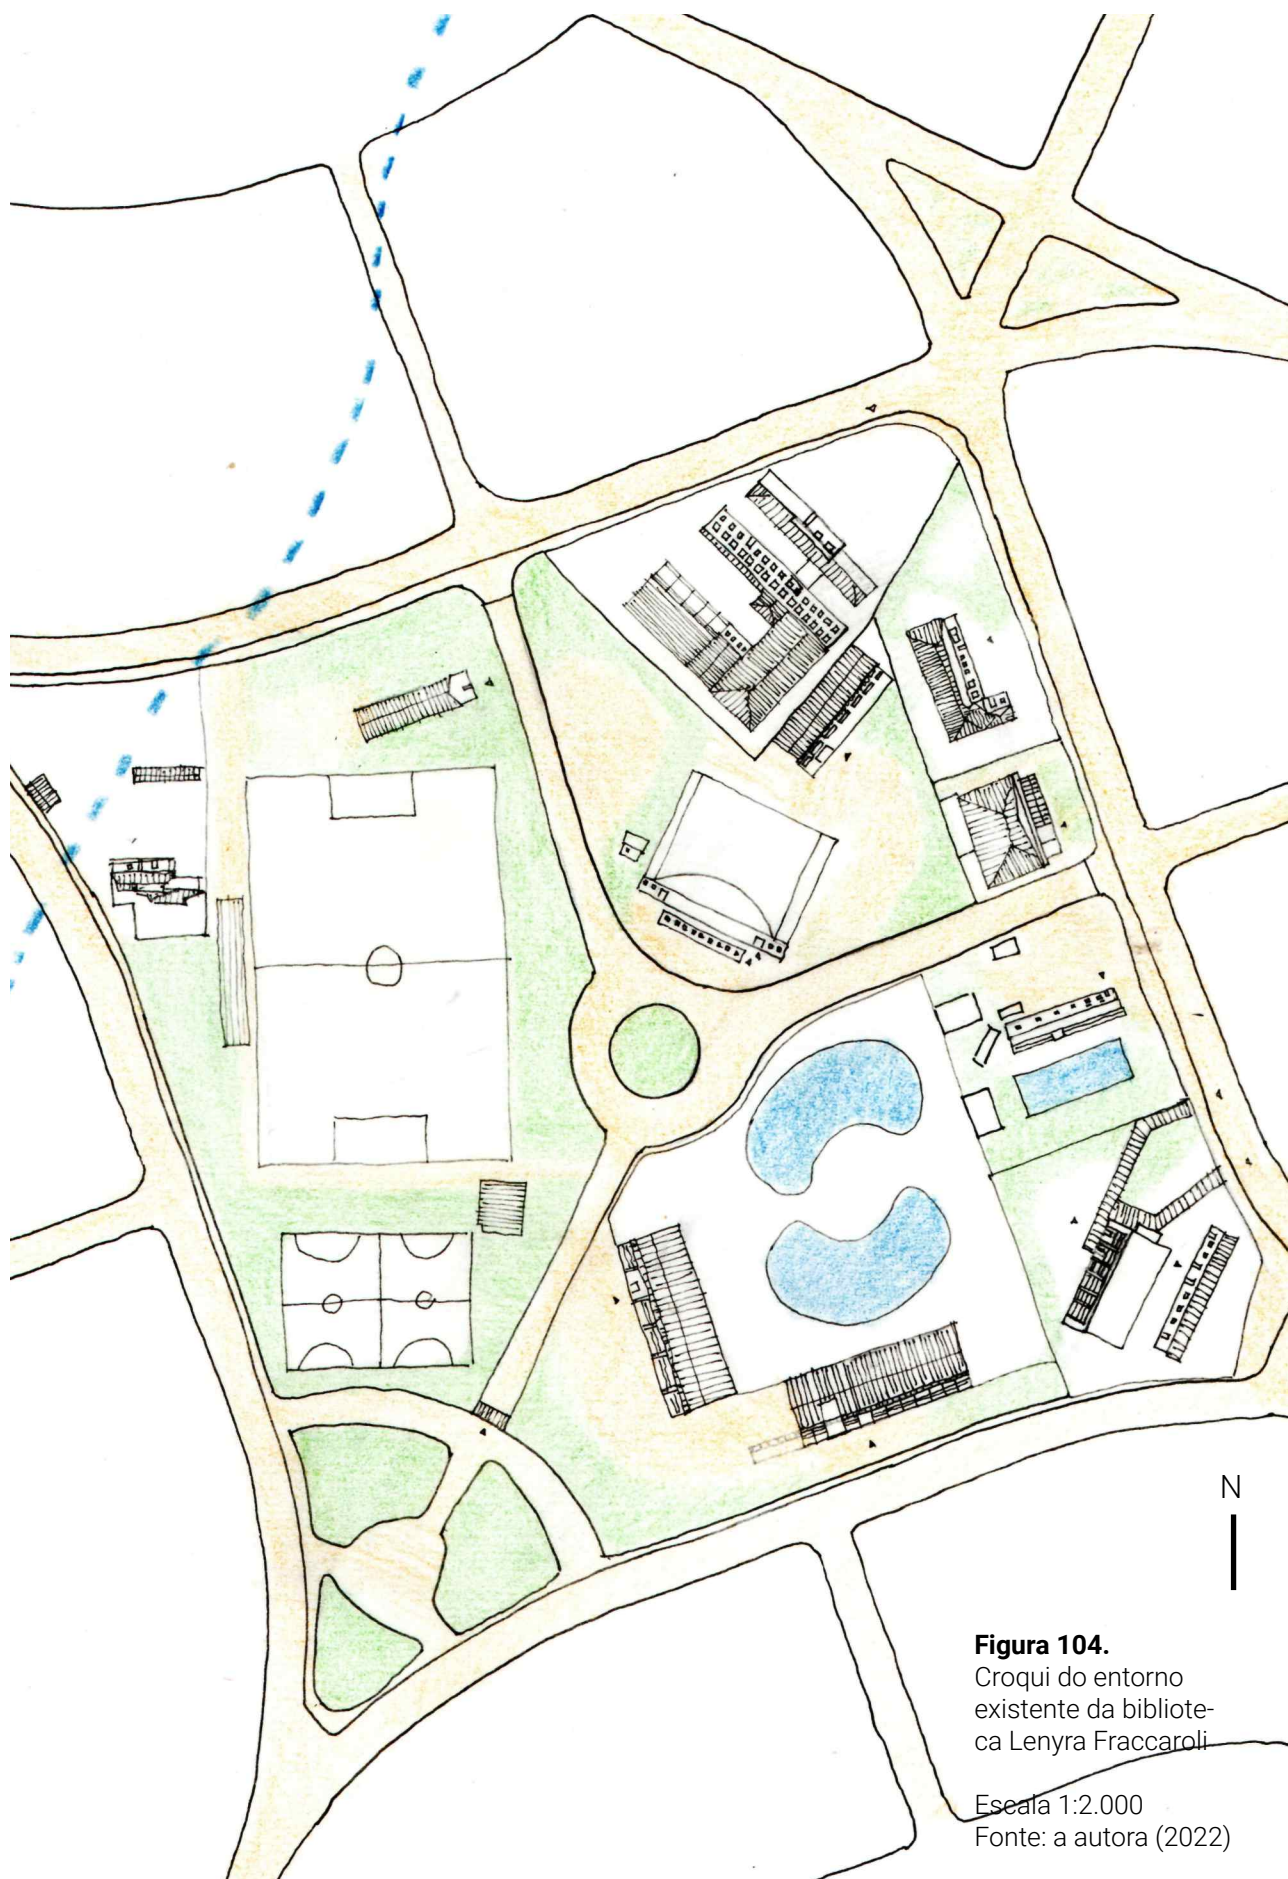 N
Figura 104.
Croqui do entorno
existente da bibliote-
ca Lenyra Fraccaroli
Escala 1:2.000
Fonte: a autora (2022)